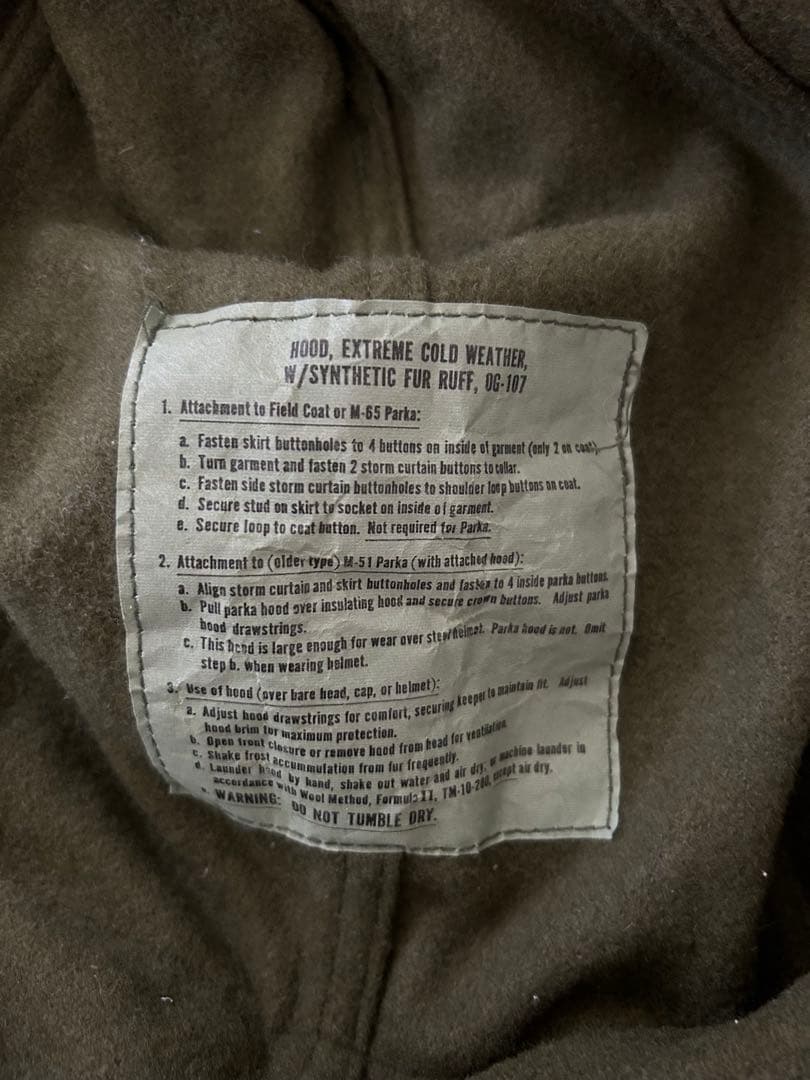 HOOD, EXTREME COLD WEATHER,
W/SYNTHETIC FUR RUFF, OG-107
1. Attachment to Field Coat or M-65 Parka:
a. Fasten skirt buttonholes to 4 buttons on inside of garment (only 2 on coat).
b. Turn garment and fasten 2 storm curtain buttons to collar.
c. Fasten side storm curtain buttonholes to shoulder loop buttons on coat.
d. Secure stud on skirt to socket on inside of garment.
e. Secure loop to coat button. Not required for Parka.
2. Attachment to (older type) M-51 Parka (with attached hood):
a. Align storm curtain and skirt buttonholes and fasten to 4 inside parka buttons.
b. Pull parka hood over insulating hood and secure crown buttons. Adjust parka
hood drawstrings.
c. This hood is large enough for wear over steel helmet. Parka hood is not. Omit
step b. when wearing helmet.
3. Use of hood (over bare head, cap, or helmet):
a. Adjust hood drawstrings for comfort, securing keeper to maintain fit. Adjust
hood brim for maximum protection.
b. Open front closure or remove hood from head for ventilation.
c. Shake frost accummulation from fur frequently.
d. Launder hood by hand, shake out water and air dry, or machine launder in
accordance with Wool Method, Formula II, TM-10-280, except air dry.
WARNING: DO NOT TUMBLE DRY.